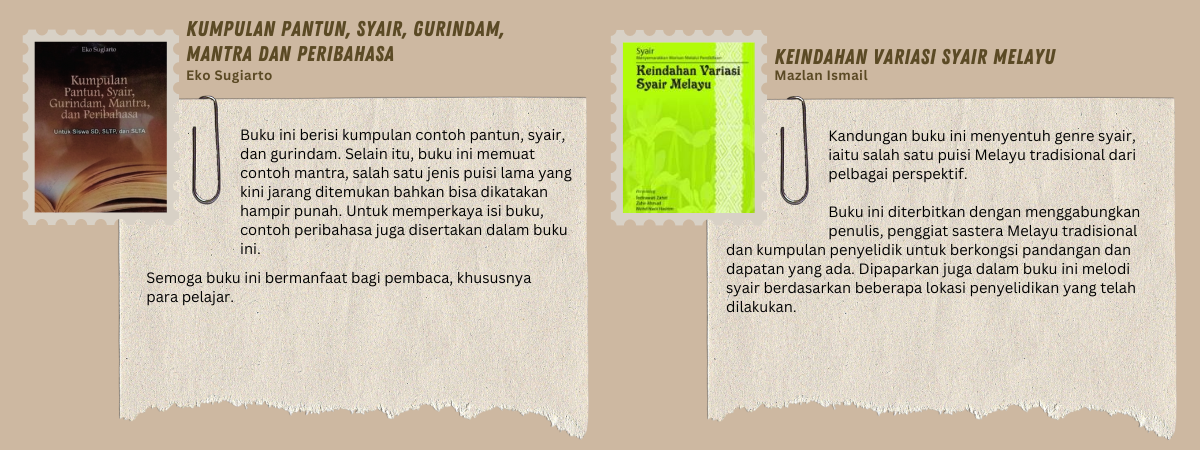 KUMPULAN PANTUN, SYAIR, GURINDAM,
MANTRA DAN PERIBAHASA
Eko Sugiarto
Eko Sugiarto
Kumpulan
Pantun, Syair,
Gurindam, Mantra,
dan Peribahasa
Untuk Siswa SD, SLTP, dan SLTA
Buku ini berisi kumpulan contoh pantun, syair,
dan gurindam. Selain itu, buku ini memuat
contoh mantra, salah satu jenis puisi lama yang
kini jarang ditemukan bahkan bisa dikatakan
hampir punah. Untuk memperkaya isi buku,
contoh peribahasa juga disertakan dalam buku
ini.
Semoga buku ini bermanfaat bagi pembaca, khususnya
para pelajar.
KEINDAHAN VARIASI SYAIR MELAYU
Mazlan Ismail
Syair
Keindahan Variasi
Syair Melayu
Kandungan buku ini menyentuh genre syair,
iaitu salah satu puisi Melayu tradisional dari
pelbagai perspektif.
Buku ini diterbitkan dengan menggabungkan
penulis, penggiat sastera Melayu tradisional
dan kumpulan penyelidik untuk berkongsi pandangan dan
dapatan yang ada. Dipaparkan juga dalam buku ini melodi
syair berdasarkan beberapa lokasi penyelidikan yang telah
dilakukan.